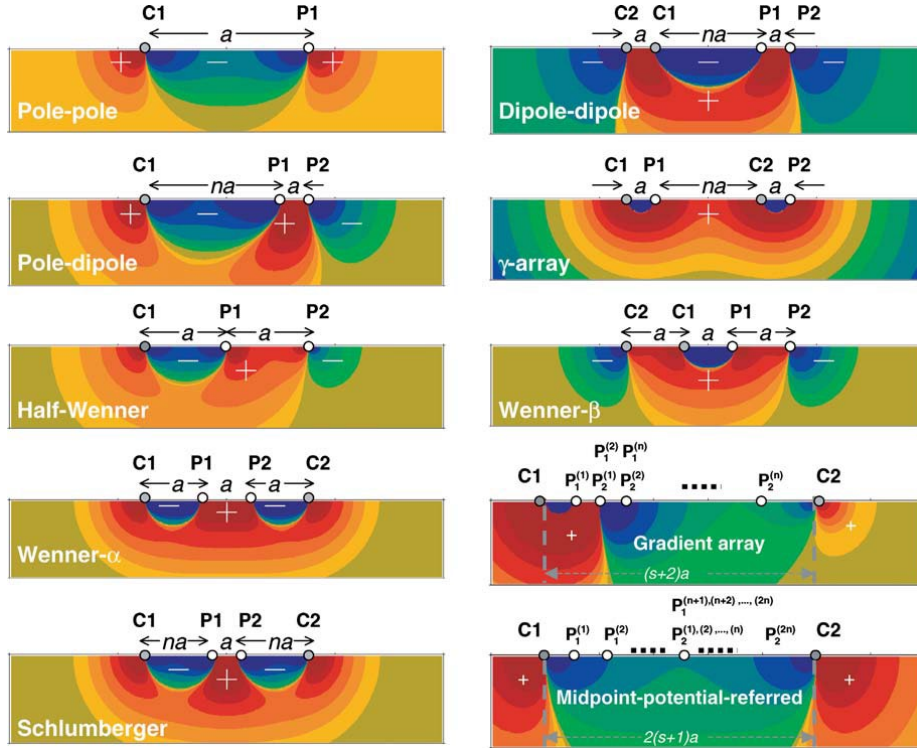 C1 P1
a
+ − +
Pole-pole
C2 C1 P1 P2
a na a
− − −
+
Dipole-dipole
C1 P1 P2
na a
+ − + −
Pole-dipole
C1 P1 C2 P2
a na a
+
γ-array
C1 P1 P2
a a
− + −
Half-Wenner
C2 C1 P1 P2
a a a
− + −
Wenner-β
C1 P1 P2 C2
a a a
− + −
Wenner-α
P1(2) P1(n)
C1 P1(1) P2(1) P2(2) P2(n) C2
+ +
Gradient array
(s+2)a
C1 P1 P2 C2
na a na
− + −
Schlumberger
P1(n+1),(n+2),...,(2n)
C1 P1(1) P1(2) P2(1),(2),...,(n) P2(2n) C2
+ +
Midpoint-potential-referred
2(s+1)a